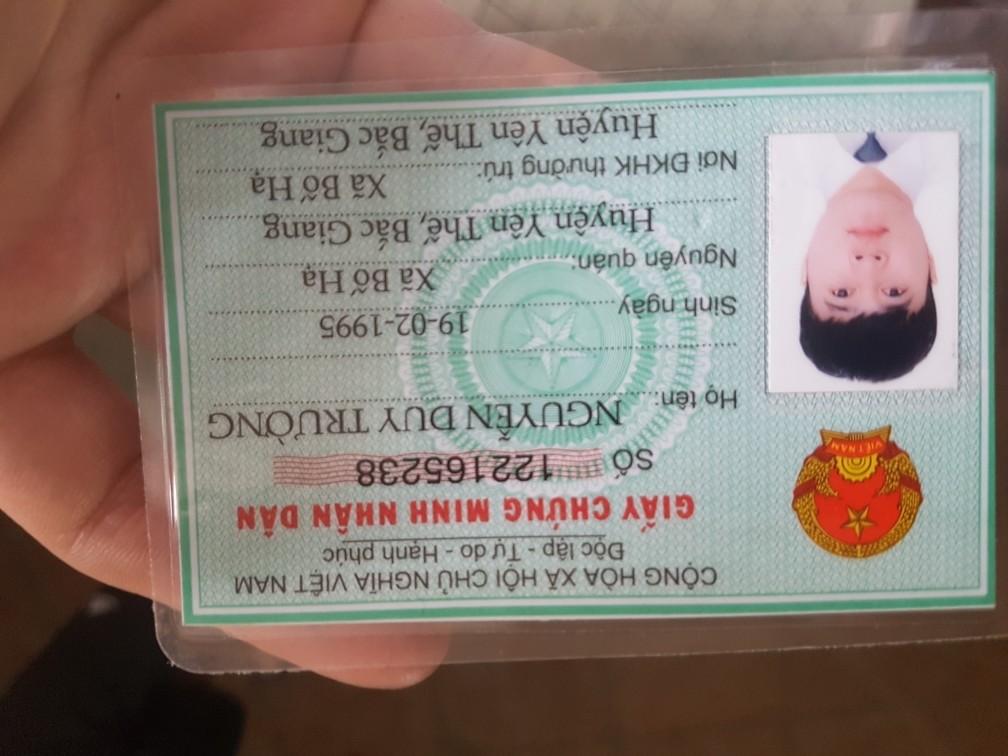 CỘNG HÒA XÃ HỘI CHỦ NGHĨA VIỆT NAM
Độc lập - Tự do - Hạnh phúc
GIẤY CHỨNG MINH NHÂN DÂN
SỐ 122165238
Họ tên: NGUYỄN DUY TRƯỜNG
Sinh ngày 19-02-1995
Nguyên quán: Xã Bố Hạ
Huyện Yên Thế, Bắc Giang
Nơi ĐKHK thường trú: Xã Bố Hạ
Huyện Yên Thế, Bắc Giang
VIỆT NAM